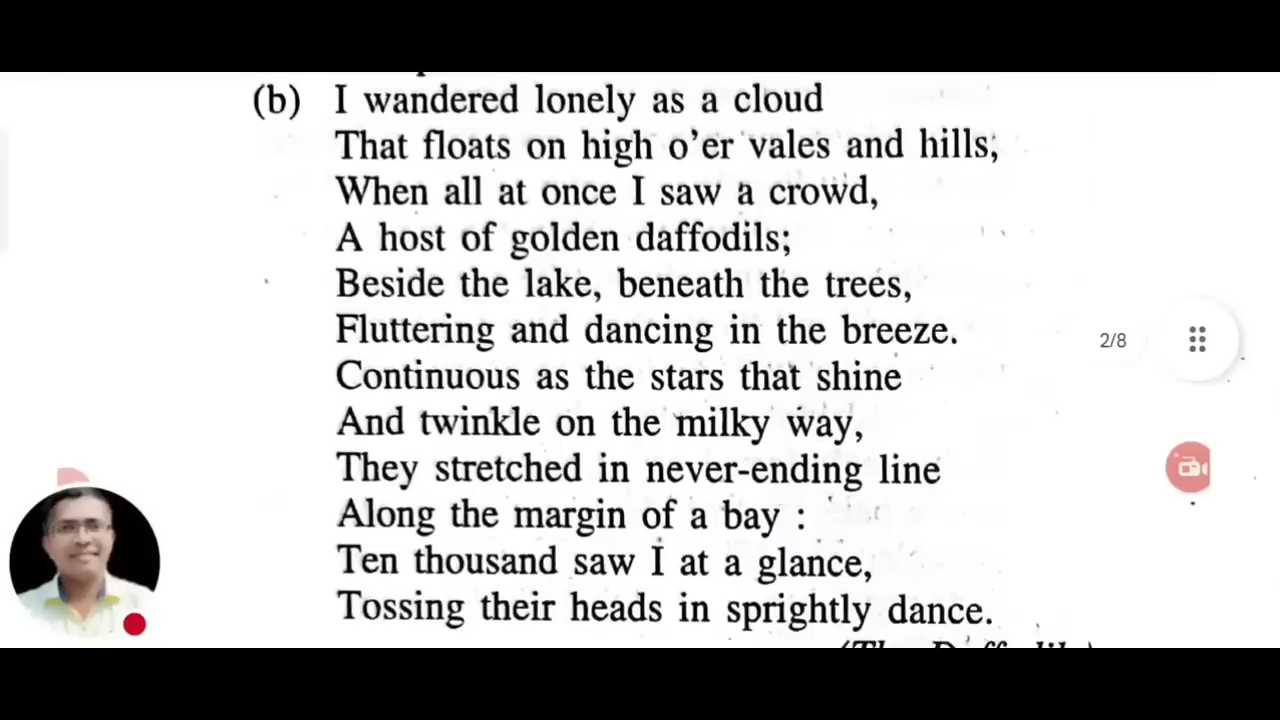 (b) I wandered lonely as a cloud
That floats on high o'er vales and hills;
When all at once I saw a crowd,
A host of golden daffodils;
Beside the lake, beneath the trees,
Fluttering and dancing in the breeze.
Continuous as the stars that shine
And twinkle on the milky way,
They stretched in never-ending line
Along the margin of a bay :
Ten thousand saw I at a glance,
Tossing their heads in sprightly dance.
2/8